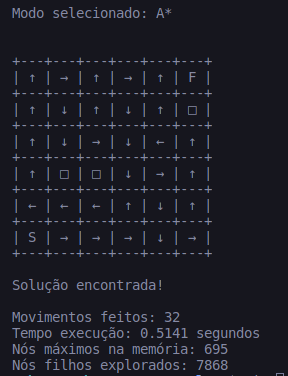 Modo selecionado: A*
+---+---+---+---+---+---+
| ↑ | → | ↑ | → | ↑ | F |
+---+---+---+---+---+---+
| ↑ | ↓ | ↑ | ↓ | ↑ | □ |
+---+---+---+---+---+---+
| ↑ | ↓ | → | ↓ | ← | ↑ |
+---+---+---+---+---+---+
| ↑ | □ | □ | ↓ | → | ↑ |
+---+---+---+---+---+---+
| ← | ← | ← | ↑ | ↓ | ↑ |
+---+---+---+---+---+---+
| S | → | → | → | ↓ | → |
+---+---+---+---+---+---+
Solução encontrada!
Movimentos feitos: 32
Tempo execução: 0.5141 segundos
Nós máximos na memória: 695
Nós filhos explorados: 7868